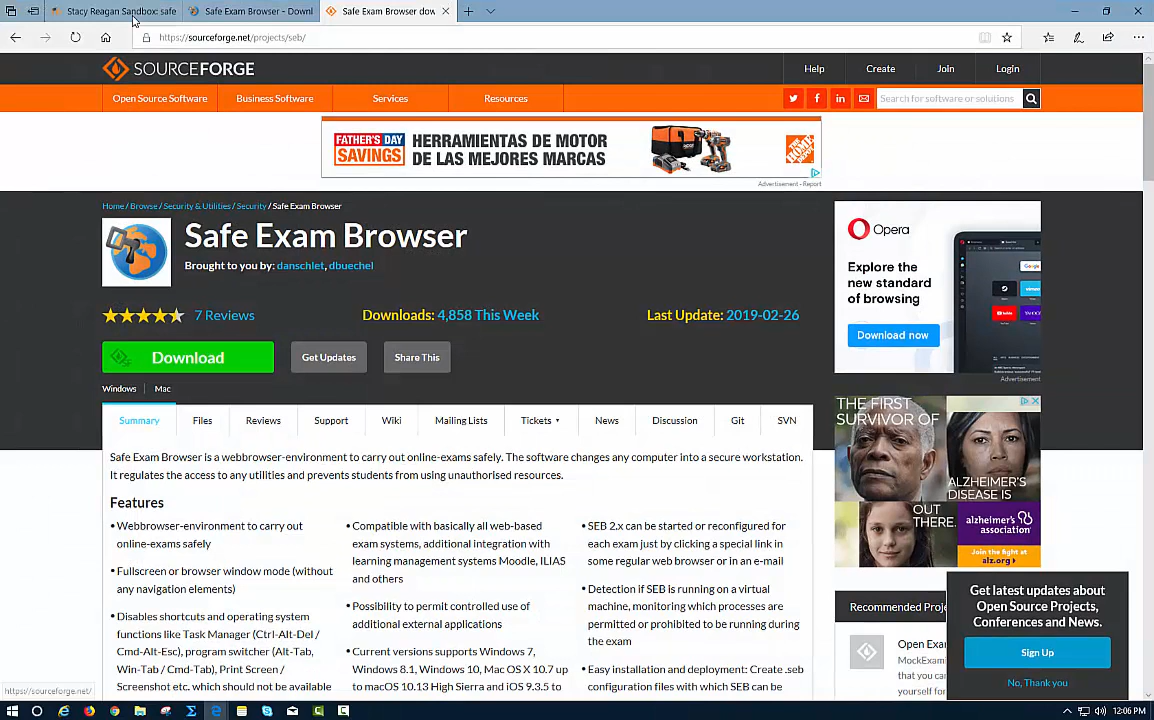 Stacy Reagan Sandbox: safe
Safe Exam Browser - Downl
Safe Exam Browser dow
https://sourceforge.net/projects/seb/
SOURCEFORGE
Help
Create
Join
Login
Open Source Software
Business Software
Services
Resources
Search for software or solutions
FATHER'S DAY SAVINGS
HERRAMIENTAS DE MOTOR
DE LAS MEJORES MARCAS
Advertisement - Report
Home / Browse / Security & Utilities / Security / Safe Exam Browser
Safe Exam Browser
Brought to you by: danschlet, dbuechel
7 Reviews
Downloads: 4,858 This Week
Last Update: 2019-02-26
Download
Get Updates
Share This
Windows
Mac
Summary
Files
Reviews
Support
Wiki
Mailing Lists
Tickets
News
Discussion
Git
SVN
Safe Exam Browser is a webbrowser-environment to carry out online-exams safely. The software changes any computer into a secure workstation.
It regulates the access to any utilities and prevents students from using unauthorised resources.
Features
• Webbrowser-environment to carry out
online-exams safely
• Fullscreen or browser window mode (without
any navigation elements)
• Disables shortcuts and operating system
functions like Task Manager (Ctrl-Alt-Del /
Cmd-Alt-Esc), program switcher (Alt-Tab,
Win-Tab / Cmd-Tab), Print Screen /
Screenshot etc. which should not be available
• Compatible with basically all web-based
exam systems, additional integration with
learning management systems Moodle, ILIAS
and others
• Possibility to permit controlled use of
additional external applications
• Current versions supports Windows 7,
Windows 8.1, Windows 10, Mac OS X 10.7 up
to macOS 10.13 High Sierra and iOS 9.3.5 to
• SEB 2.x can be started or reconfigured for
each exam just by clicking a special link in
some regular web browser or in an e-mail
• Detection if SEB is running on a virtual
machine, monitoring which processes are
permitted or prohibited to be running during
the exam
• Easy installation and deployment: Create .seb
configuration files with which SEB can be
Opera
Explore the
new standard
of browsing
Download now
Advertisement
THE FIRST
SURVIVOR OF
ALZHEIMER'S
DISEASE IS
OUT
THERE.
alzheimer's
association
Join the fight at
alz.org
Recommended Proje
Open Exam
MockExami
that you can
yourself for
Get latest updates about
Open Source Projects,
Conferences and News.
Sign Up
No, Thank you
https://sourceforge.net/
12:06 PM